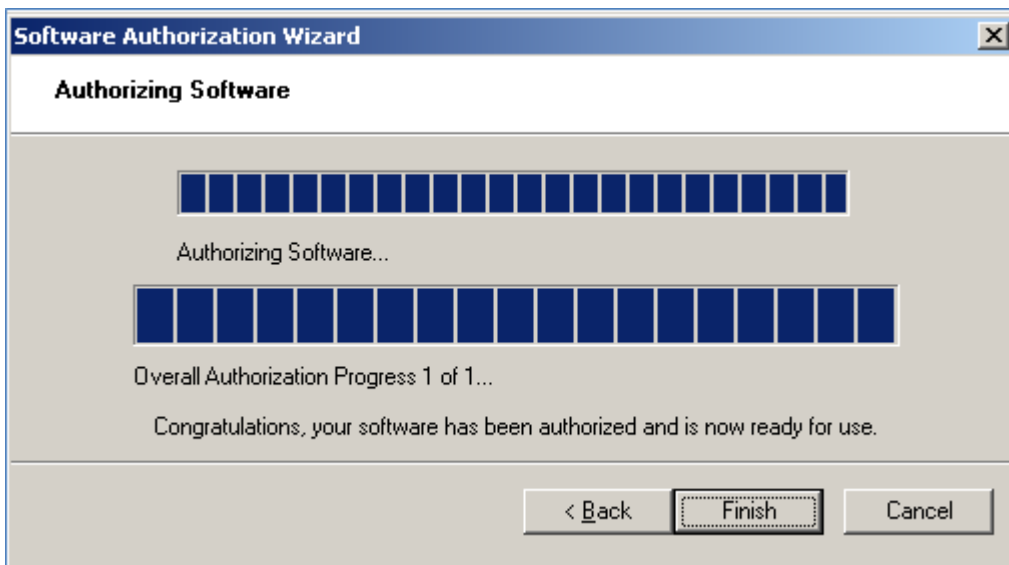 Software Authorization Wizard
Authorizing Software
Authorizing Software...
Overall Authorization Progress 1 of 1...
Congratulations, your software has been authorized and is now ready for use.
< Back
Finish
Cancel